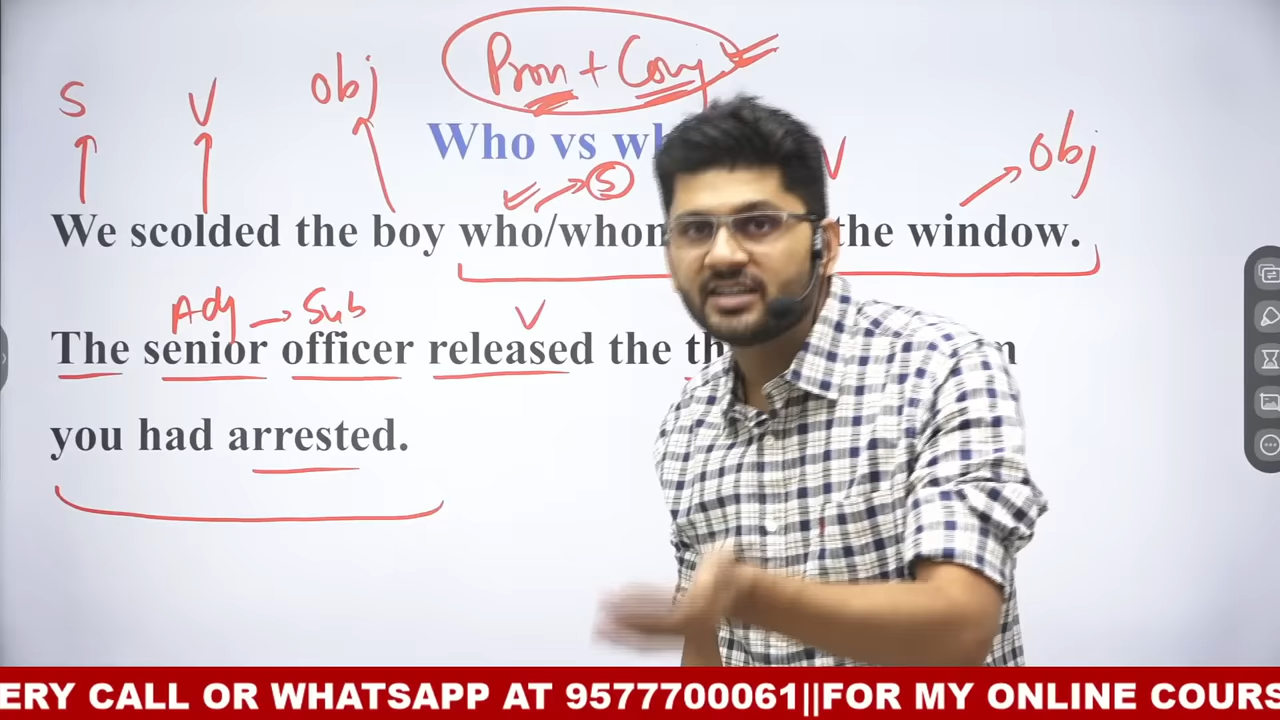 Pron + Conj
S V Obj
Who vs wh
S V Obj
We scolded the boy who/whon the window.
Adj Sub V
The senior officer released the th m
you had arrested.
ERY CALL OR WHATSAPP AT 9577700061||FOR MY ONLINE COURS